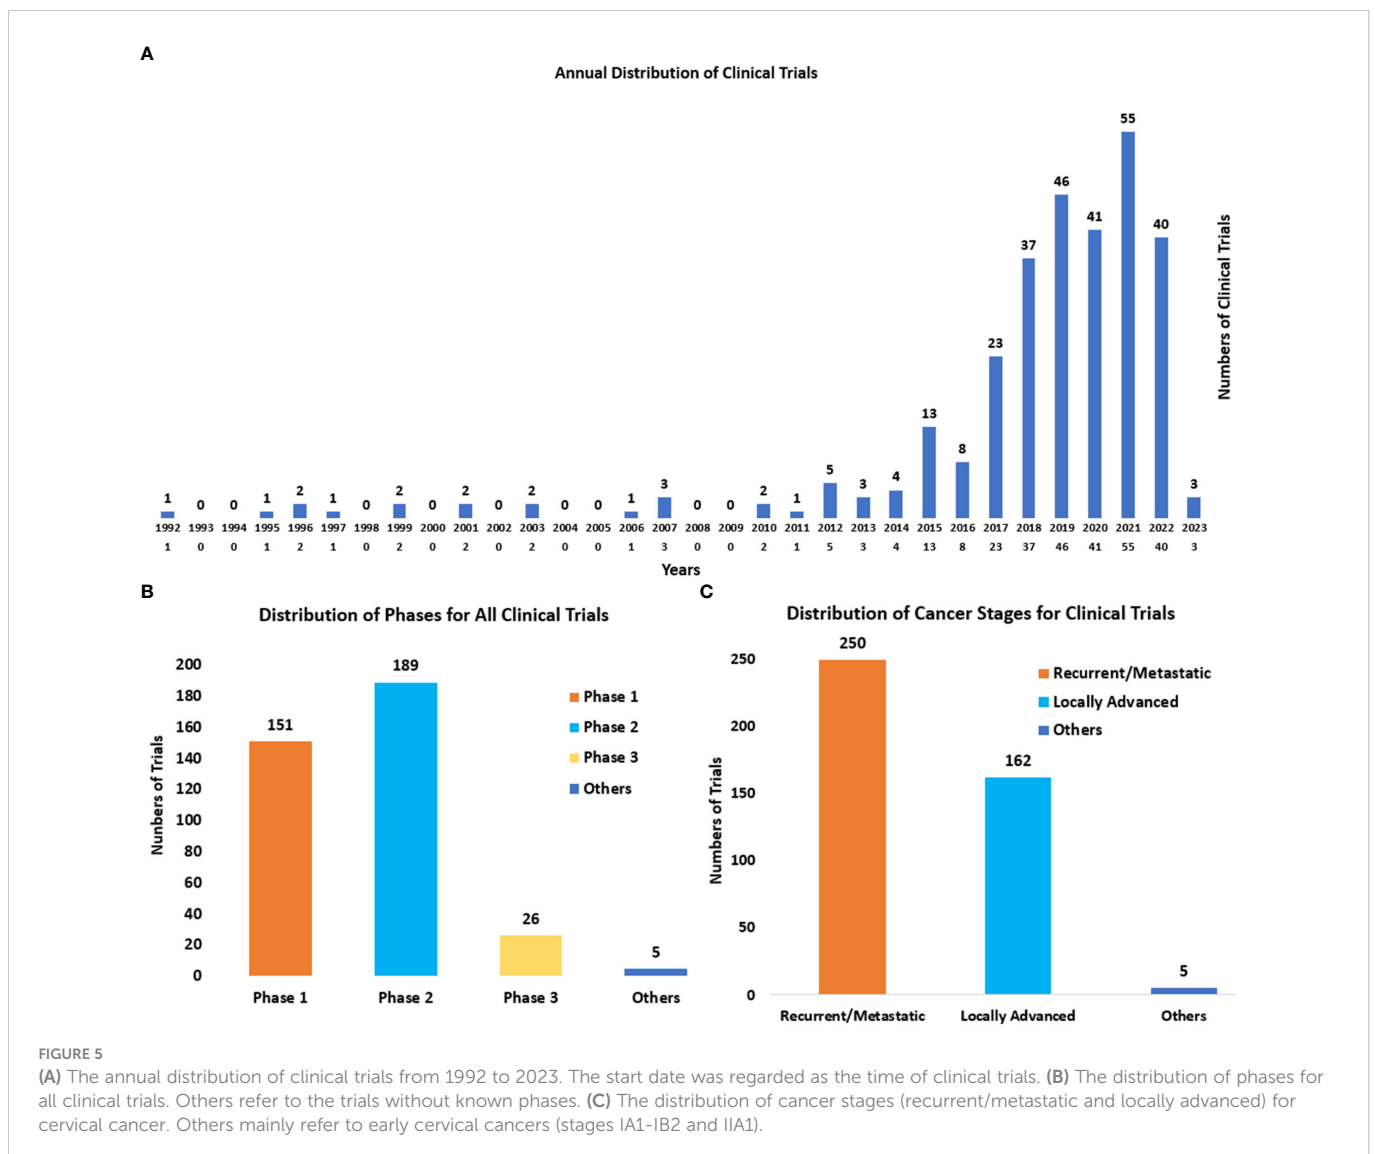 A
Annual Distribution of Clinical Trials
1 0 0 1 2 1 0 2 0 2 0 2 0 0 1 3 0 0 2 1 5 3 4 13 8 23 37 46 41 55 40 3
1992 1993 1994 1995 1996 1997 1998 1999 2000 2001 2002 2003 2004 2005 2006 2007 2008 2009 2010 2011 2012 2013 2014 2015 2016 2017 2018 2019 2020 2021 2022 2023
1 0 0 1 2 1 0 2 0 2 0 2 0 0 1 3 0 0 2 1 5 3 4 13 8 23 37 46 41 55 40 3
Years
Numbers of Clinical Trials
B
Distribution of Phases for All Clinical Trials
Nunbers of Trials
200
180
160
140
120
100
80
60
40
20
0
151
189
26
5
Phase 1 Phase 2 Phase 3 Others
Phase 1
Phase 2
Phase 3
Others
C
Distribution of Cancer Stages for Clinical Trials
Numbers of Trials
250
200
150
100
50
0
250
162
5
Recurrent/Metastatic Locally Advanced Others
Recurrent/Metastatic
Locally Advanced
Others
FIGURE 5
(A) The annual distribution of clinical trials from 1992 to 2023. The start date was regarded as the time of clinical trials. (B) The distribution of phases for
all clinical trials. Others refer to the trials without known phases. (C) The distribution of cancer stages (recurrent/metastatic and locally advanced) for
cervical cancer. Others mainly refer to early cervical cancers (stages IA1-IB2 and IIA1).